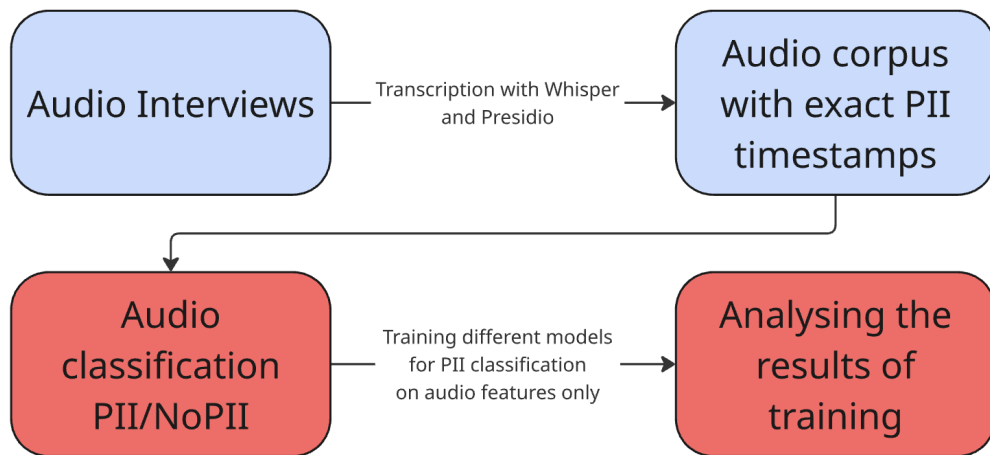 Audio Interviews
Transcription with Whisper
and Presidio
Audio corpus
with exact PII
timestamps
Audio
classification
PII/NoPII
Training different models
for PII classification
on audio features only
Analysing the
results of
training